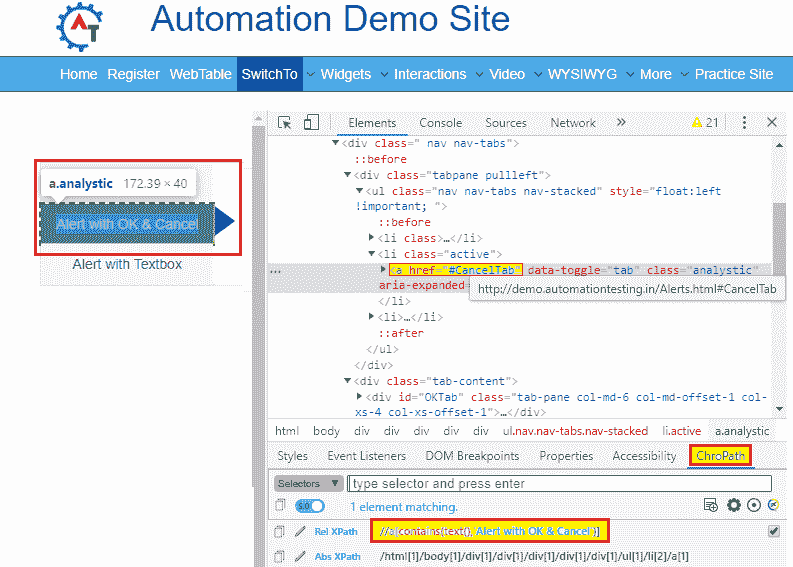 AT
Automation Demo Site
Home Register WebTable SwitchTo Widgets Interactions Video WYSIWYG More Practice Site
Elements Console Sources Network » 21
<div class=" nav nav-tabs">
::before
<div class="tabpane pullleft">
<ul class="nav nav-tabs nav-stacked" style="float:left
!important; ">
::before
<li class>…</li>
<li class="active">
<a href="#CancelTab" data-toggle="tab" class="analystic"
aria-expanded=
http://demo.automationtesting.in/Alerts.html#CancelTab
</li>
<li>…</li>
::after
</ul>
</div>
<div class="tab-content">
<div id="OKTab" class="tab-pane col-md-6 col-md-offset-1 col-
xs-4 col-xs-offset-1">…</div>
a.analystic 172.39 × 40
Alert with OK & Cancel
Alert with Textbox
html body div div div div div ul.nav.nav-tabs.nav-stacked li.active a.analystic
Styles Event Listeners DOM Breakpoints Properties Accessibility ChroPath
Selectors type selector and press enter
5.0 1 element matching.
Rel XPath //a[contains(text(),'Alert with OK & Cancel')]
Abs XPath /html[1]/body[1]/div[1]/div[1]/div[1]/div[1]/div[1]/ul[1]/li[2]/a[1]